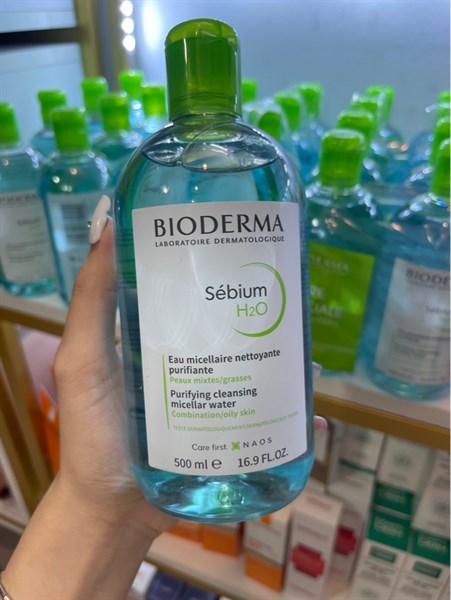 BIODERMA
LABORATOIRE DERMATOLOGIQUE
Sébium
H2O
Eau micellaire nettoyante
purifiante
Peaux mixtes/grasses
Purifying cleansing
micellar water
Combination/oily skin
Care first NAOS
500 ml e 16.9 FL.OZ.
BIODERMA